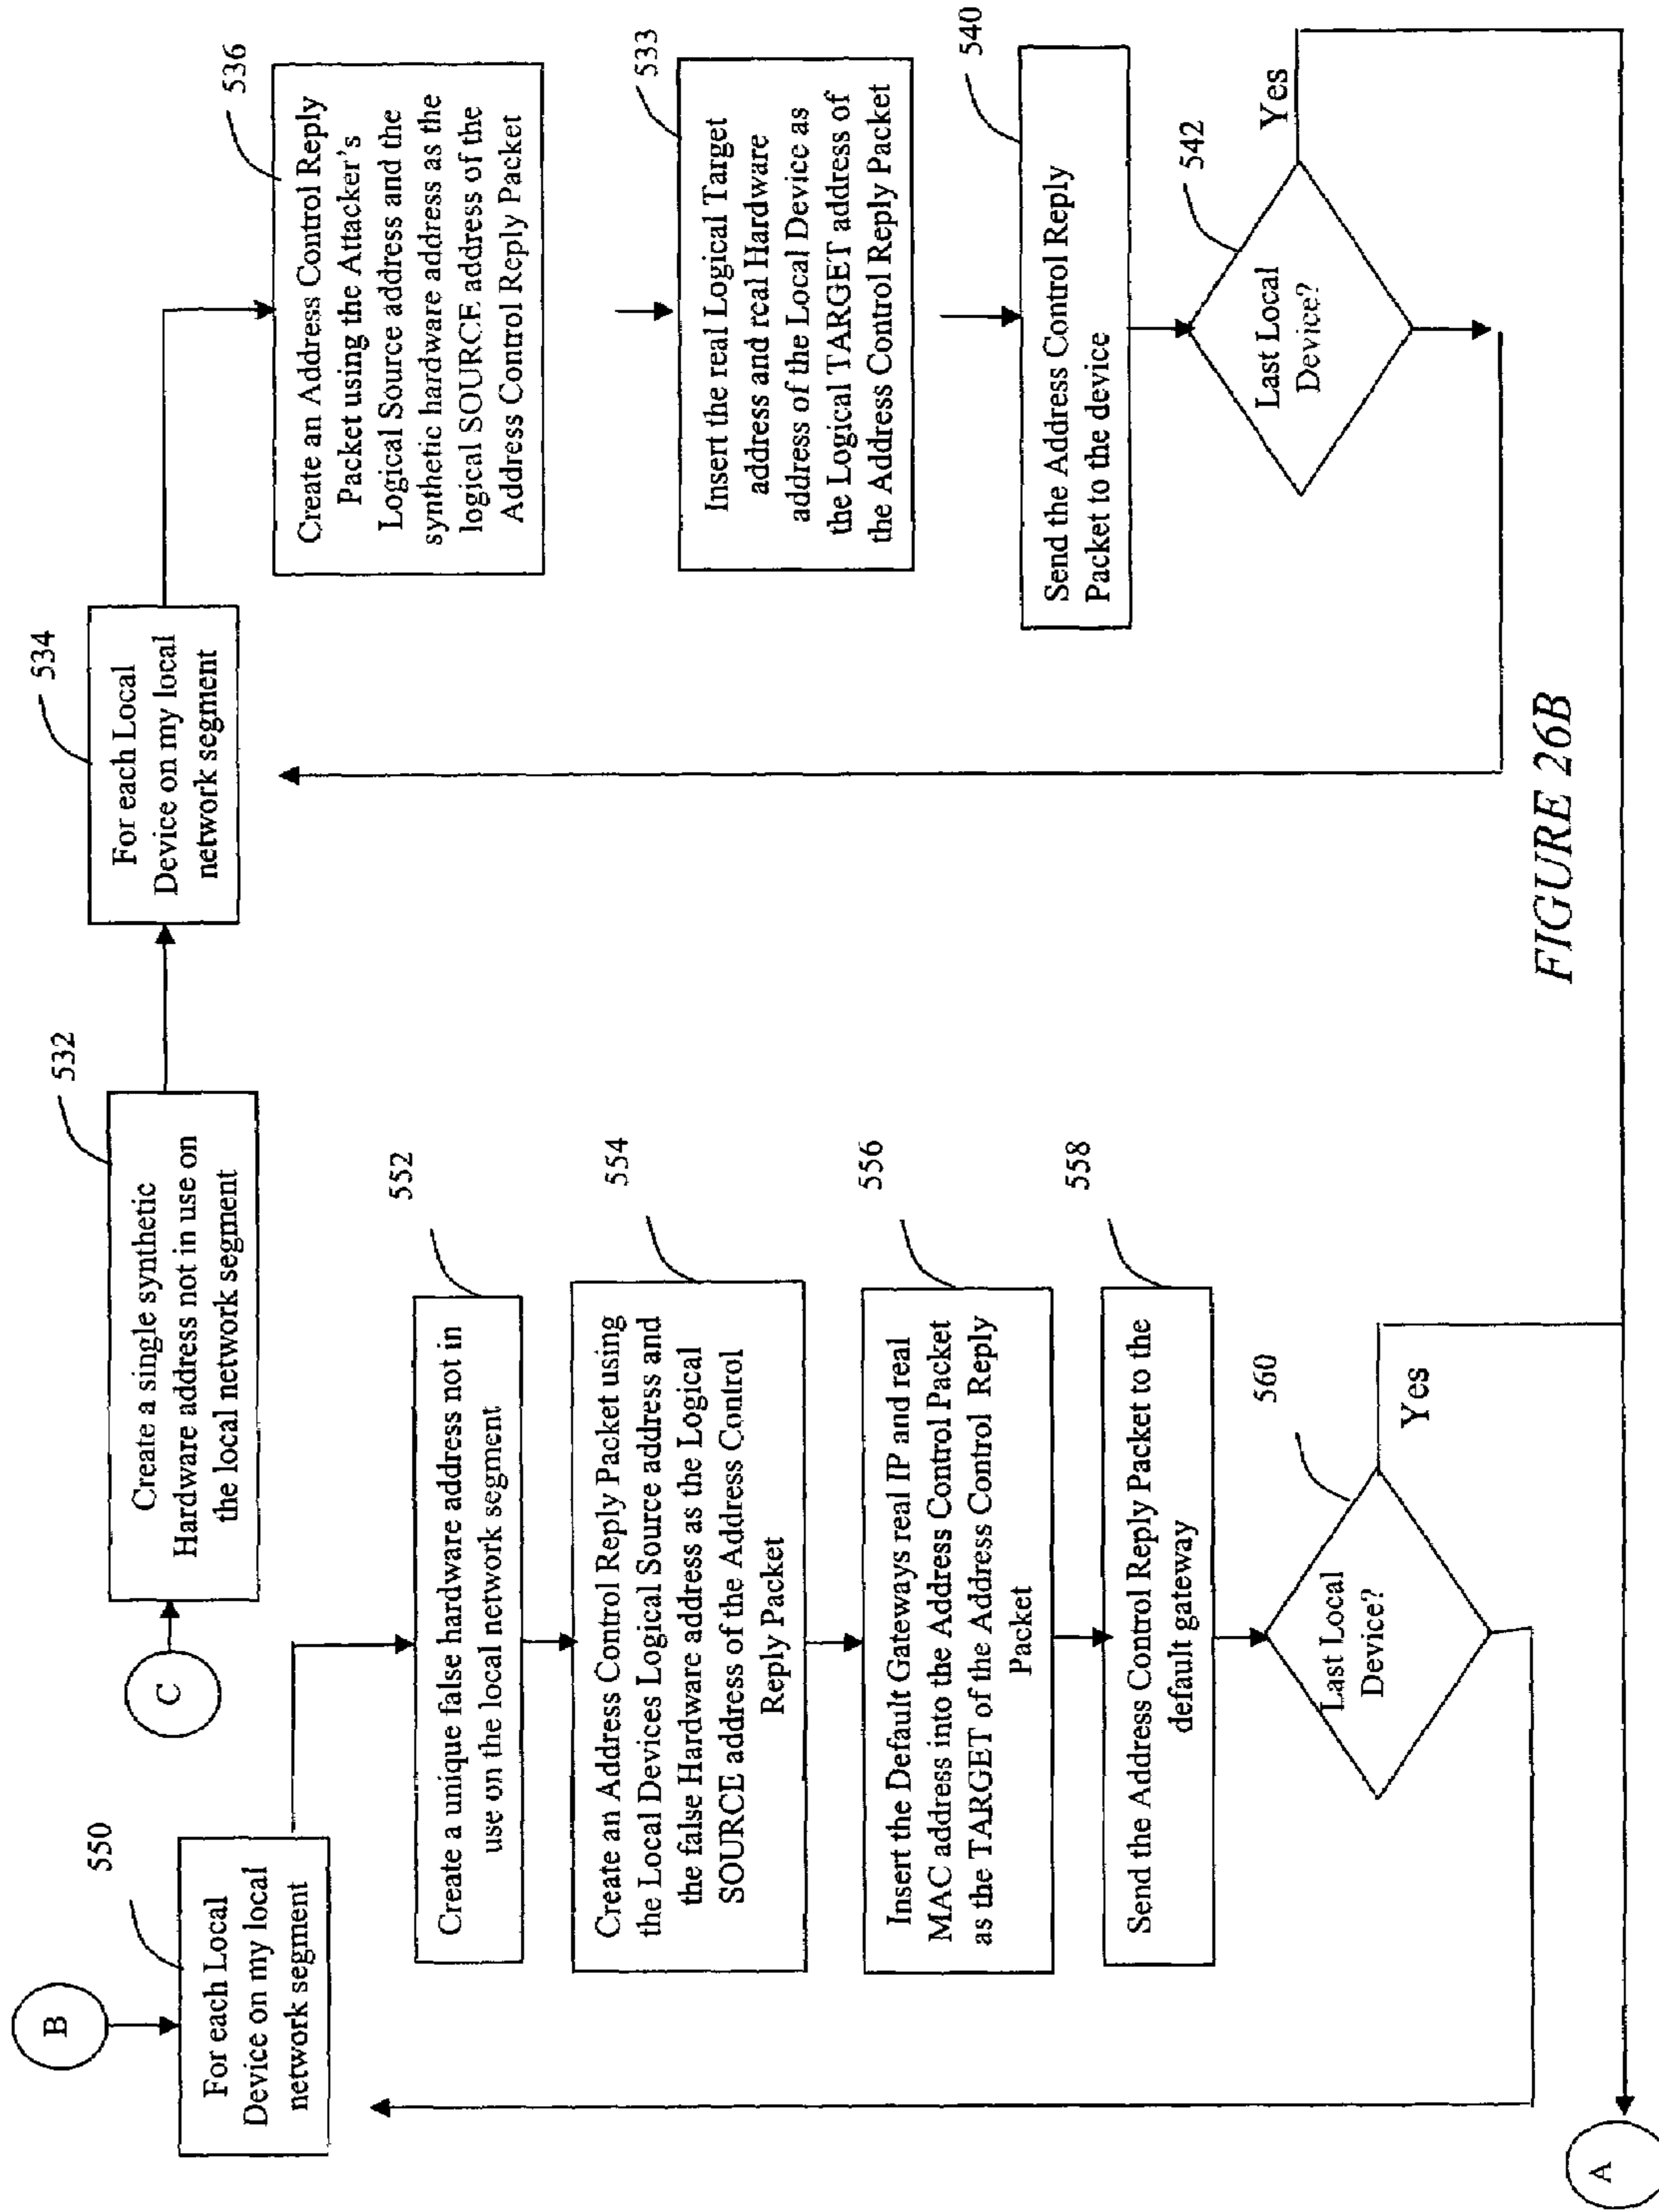 B
550
For each Local
Device on my local
network segment
552
Create a unique false hardware address not in
use on the local network segment
554
Create an Address Control Reply Packet using
the Local Devices Logical Source address and
the false Hardware address as the Logical
SOURCE address of the Address Control
Reply Packet
556
Insert the Default Gateways real IP and real
MAC address into the Address Control Packet
as the TARGET of the Address Control Reply
Packet
558
Send the Address Control Reply Packet to the
default gateway
560
Last Local
Device?
Yes
A
C
532
Create a single synthetic
Hardware address not in use on
the local network segment
534
For each Local
Device on my local
network segment
536
Create an Address Control Reply
Packet using the Attacker's
Logical Source address and the
synthetic hardware address as the
logical SOURCE address of the
Address Control Reply Packet
533
Insert the real Logical Target
address and real Hardware
address of the Local Device as
the Logical TARGET address of
the Address Control Reply Packet
540
Send the Address Control Reply
Packet to the device
542
Last Local
Device?
Yes
FIGURE 26B